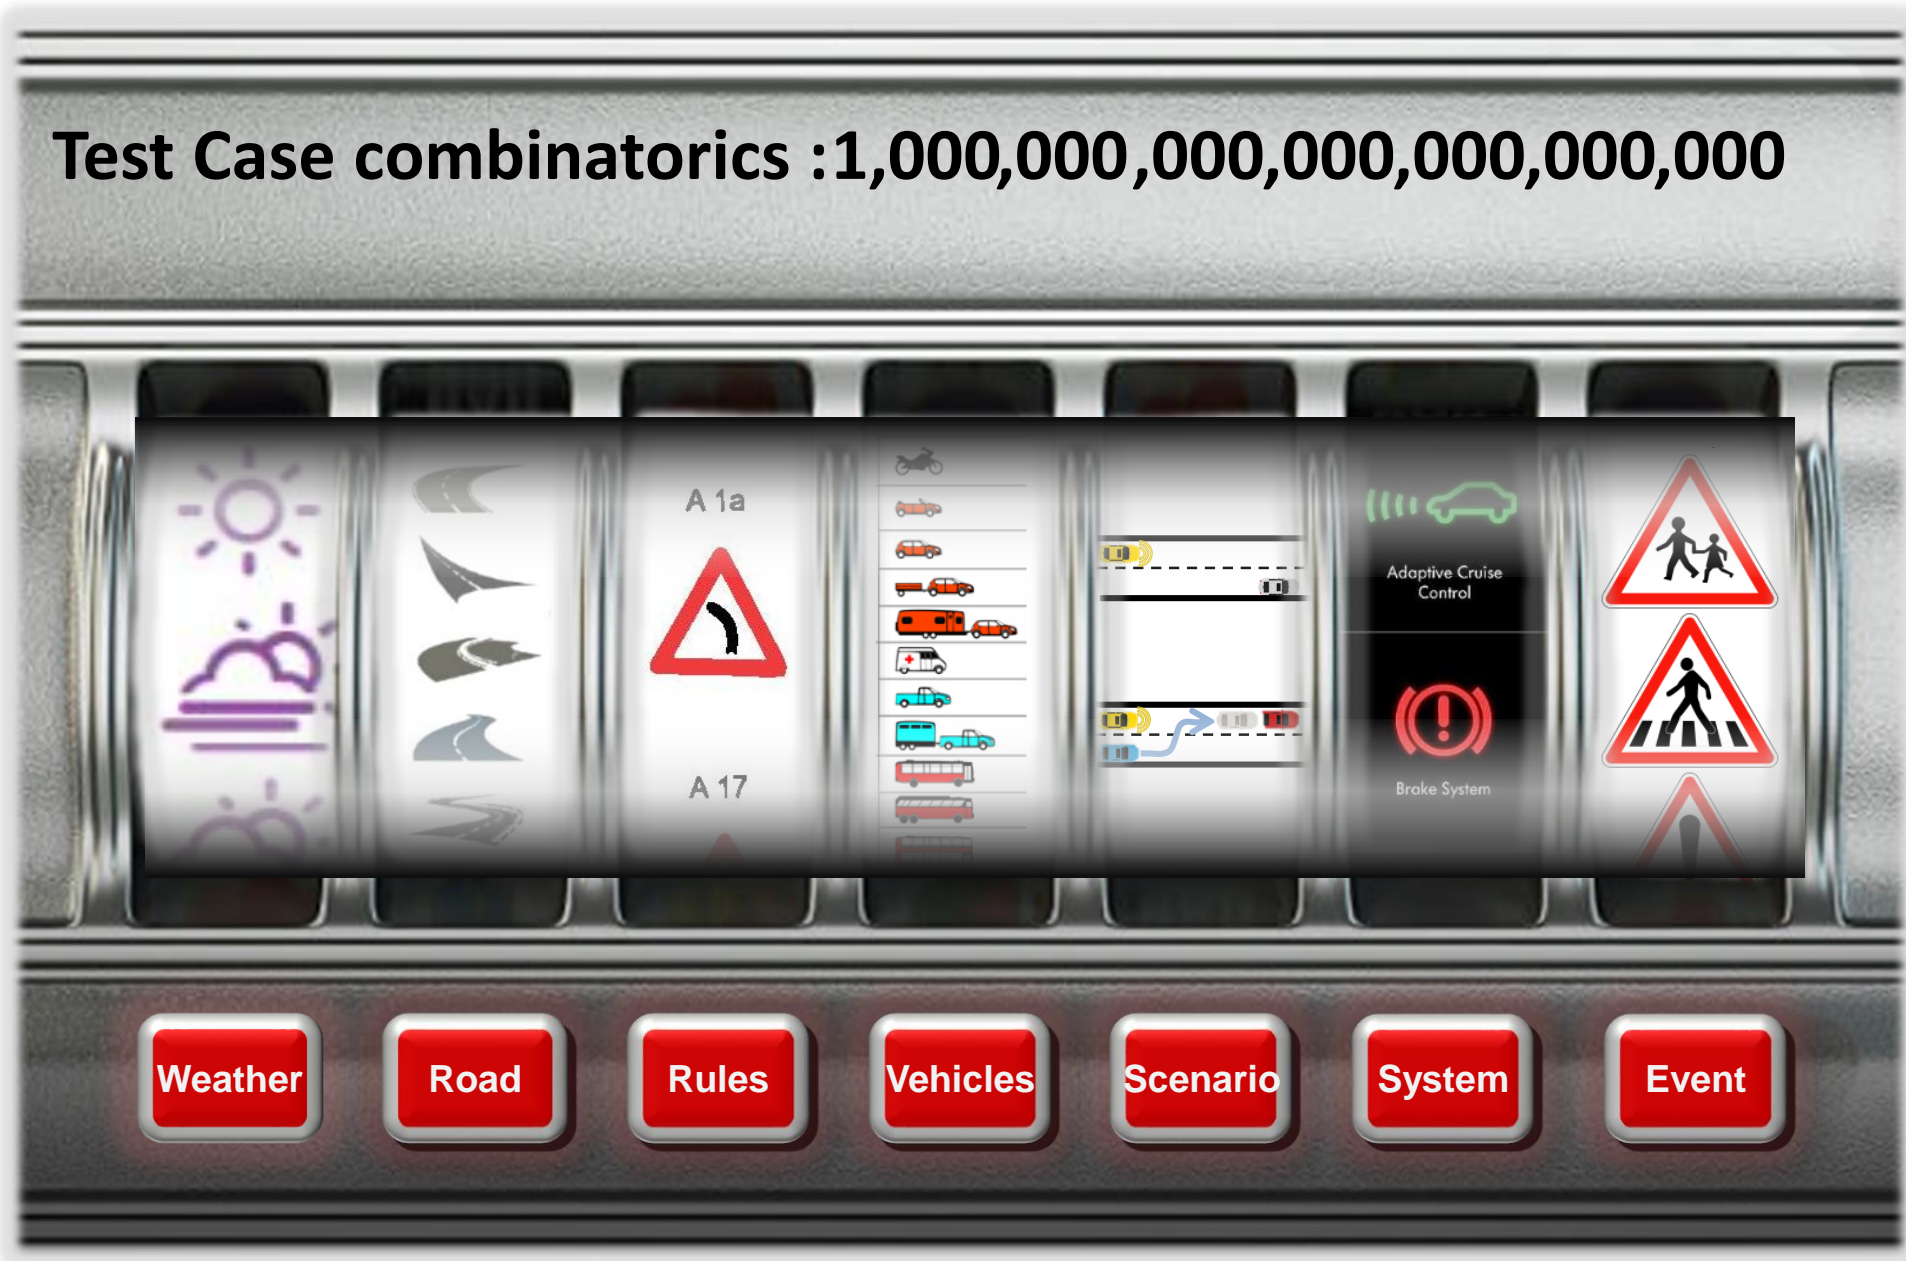 Test Case combinatorics :1,000,000,000,000,000,000,000
A 1a
A 17
Adaptive Cruise
Control
Brake System
Weather
Road
Rules
Vehicles
Scenario
System
Event